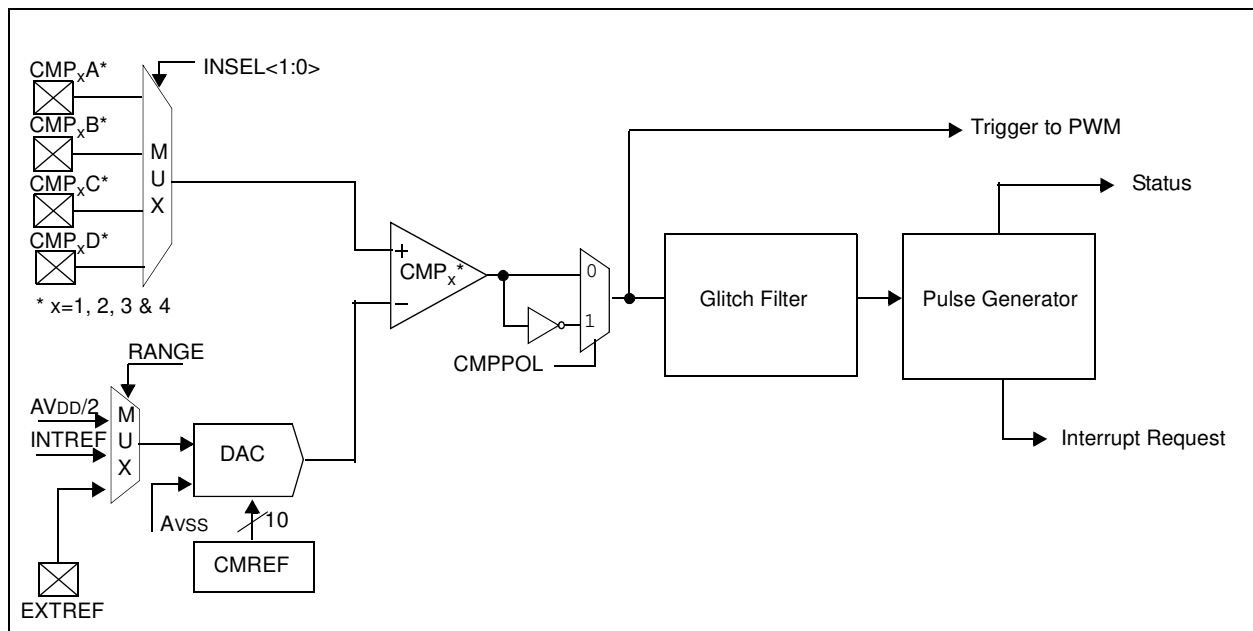 INSEL<1:0>
CMPxA*
CMPxB*
CMPxC*
CMPxD*
M
U
X
* x=1, 2, 3 & 4
Trigger to PWM
Status
+
−
CMPx*
0
1
CMPPOL
Glitch Filter
Pulse Generator
Interrupt Request
RANGE
AVDD/2
INTREF
M
U
X
DAC
AVSS
10
CMREF
EXTREF